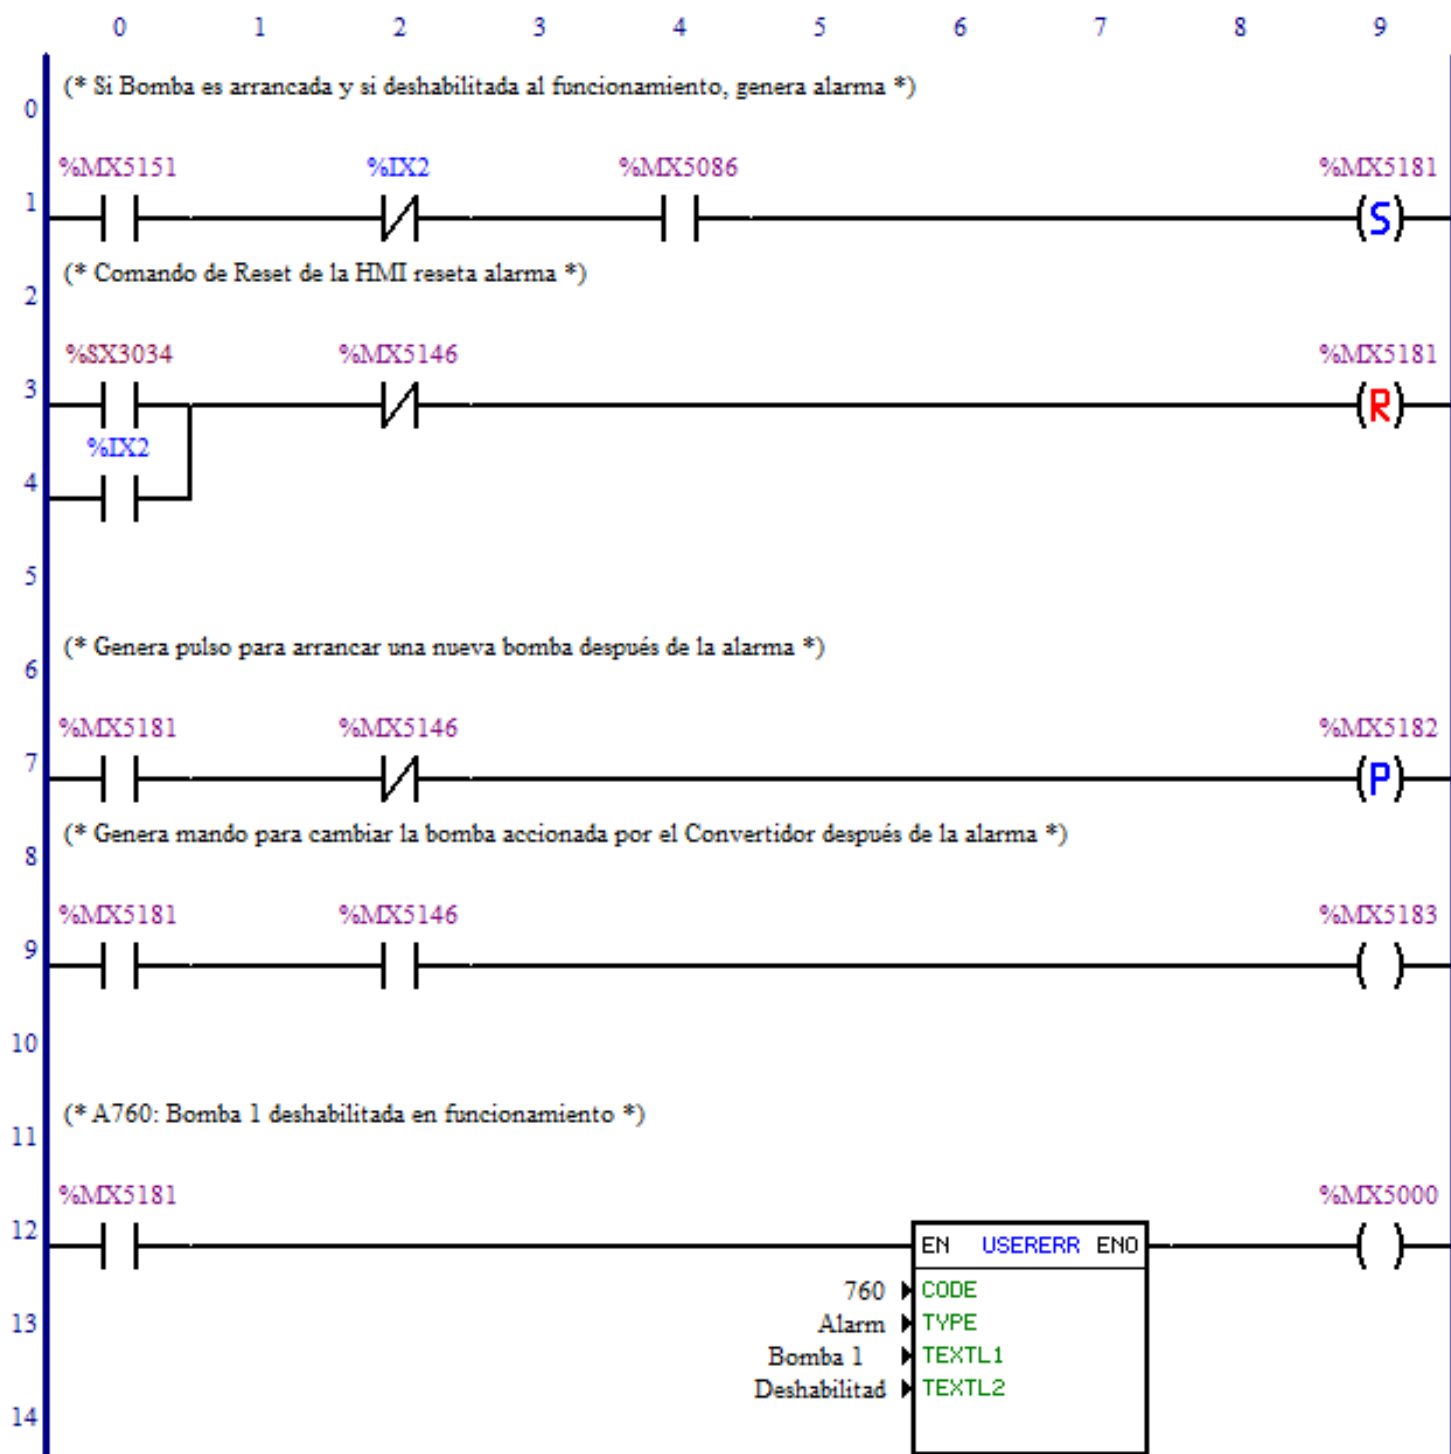 0 1 2 3 4 5 6 7 8 9
(* Si Bomba es arrancada y si deshabilitada al funcionamiento, genera alarma *)
0
%MX5151 %IX2 %MX5086 %MX5181
1
S
(* Comando de Reset de la HMI reseta alarma *)
2
%SX3034 %MX5146 %MX5181
3
R
%IX2
4
5
(* Genera pulso para arrancar una nueva bomba después de la alarma *)
6
%MX5181 %MX5146 %MX5182
7
P
(* Genera mando para cambiar la bomba accionada por el Convertidor después de la alarma *)
8
%MX5181 %MX5146 %MX5183
9
10
(* A760: Bomba 1 deshabilitada en funcionamiento *)
11
%MX5181 %MX5000
12 EN USERERR ENO
760 CODE
13 Alarm TYPE
Bomba 1 TEXTL1
Deshabilitad TEXTL2
14